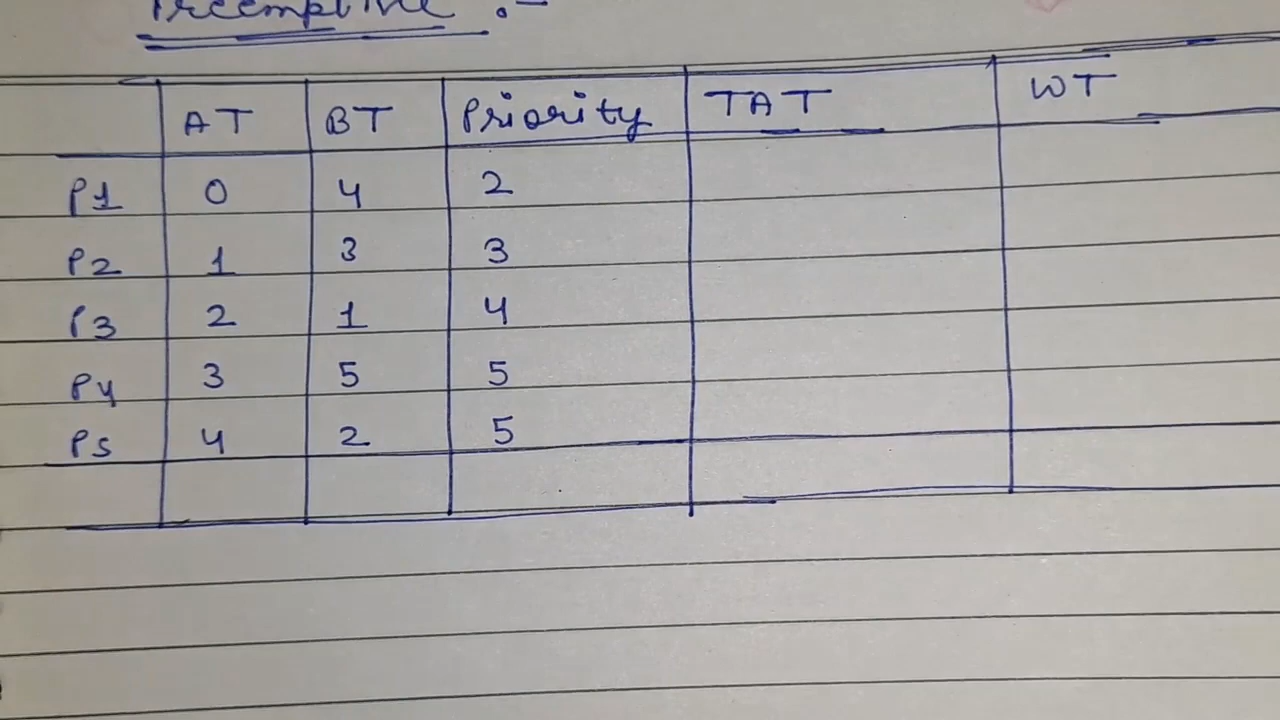 Preemptive :-
AT BT Priority TAT WT
P1 0 4 2
P2 1 3 3
P3 2 1 4
P4 3 5 5
P5 4 2 5